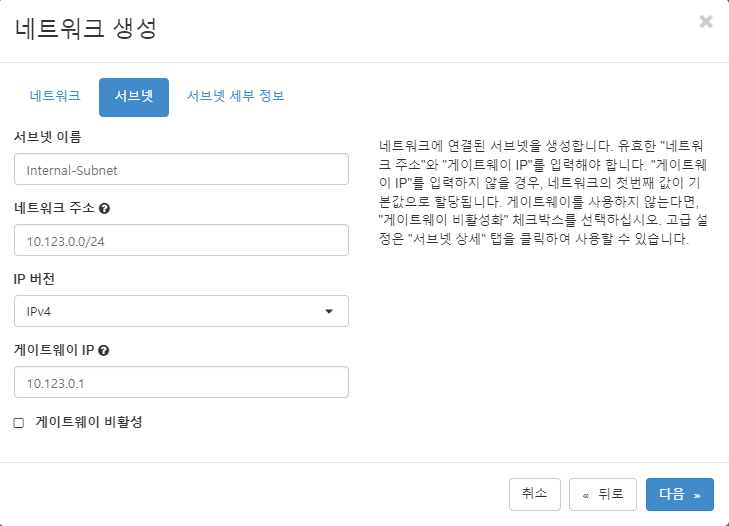 네트워크 생성
×
네트워크
서브넷
서브넷 세부 정보
서브넷 이름
Internal-Subnet
네트워크 주소 ?
10.123.0.0/24
IP 버전
IPv4
게이트웨이 IP ?
10.123.0.1
게이트웨이 비활성
네트워크에 연결된 서브넷을 생성합니다. 유효한 "네트워
크 주소"와 "게이트웨이 IP"를 입력해야 합니다. "게이트웨
이 IP"를 입력하지 않을 경우, 네트워크의 첫번째 값이 기
본값으로 할당됩니다. 게이트웨이를 사용하지 않는다면,
"게이트웨이 비활성화" 체크박스를 선택하십시오. 고급 설
정은 "서브넷 상세" 탭을 클릭하여 사용할 수 있습니다.
취소
« 뒤로
다음 »